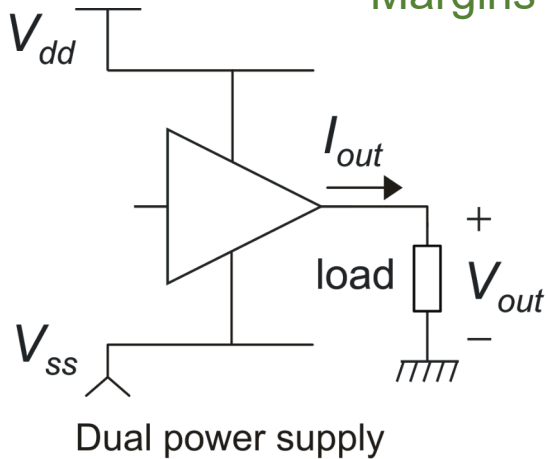 Margins
Vdd
Iout
+
load
Vout
−
Vss
Dual power supply